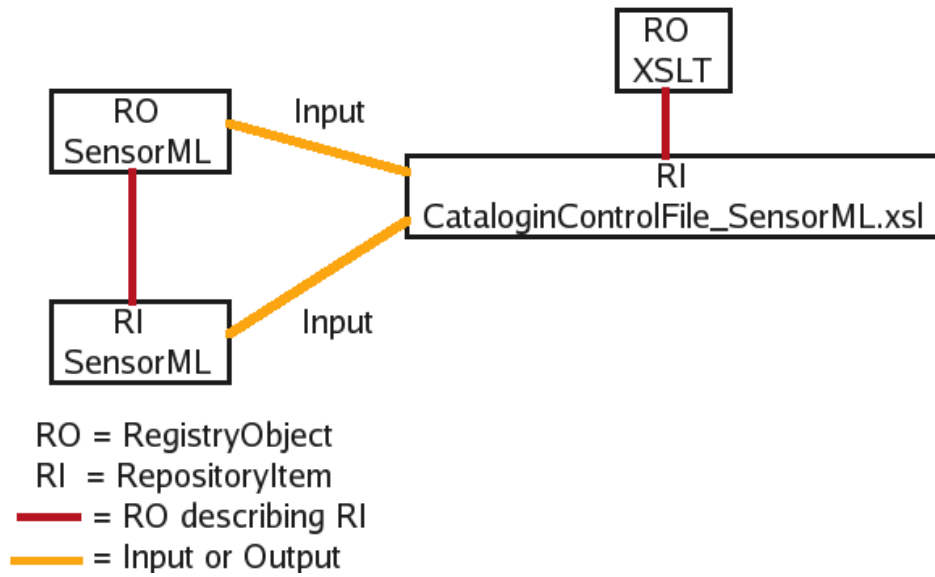 RO
XSLT
RO
SensorML
Input
RI
CataloginControlFile_SensorML.xsl
RI
SensorML
Input
RO = RegistryObject
RI = RepositoryItem
= RO describing RI
= Input or Output